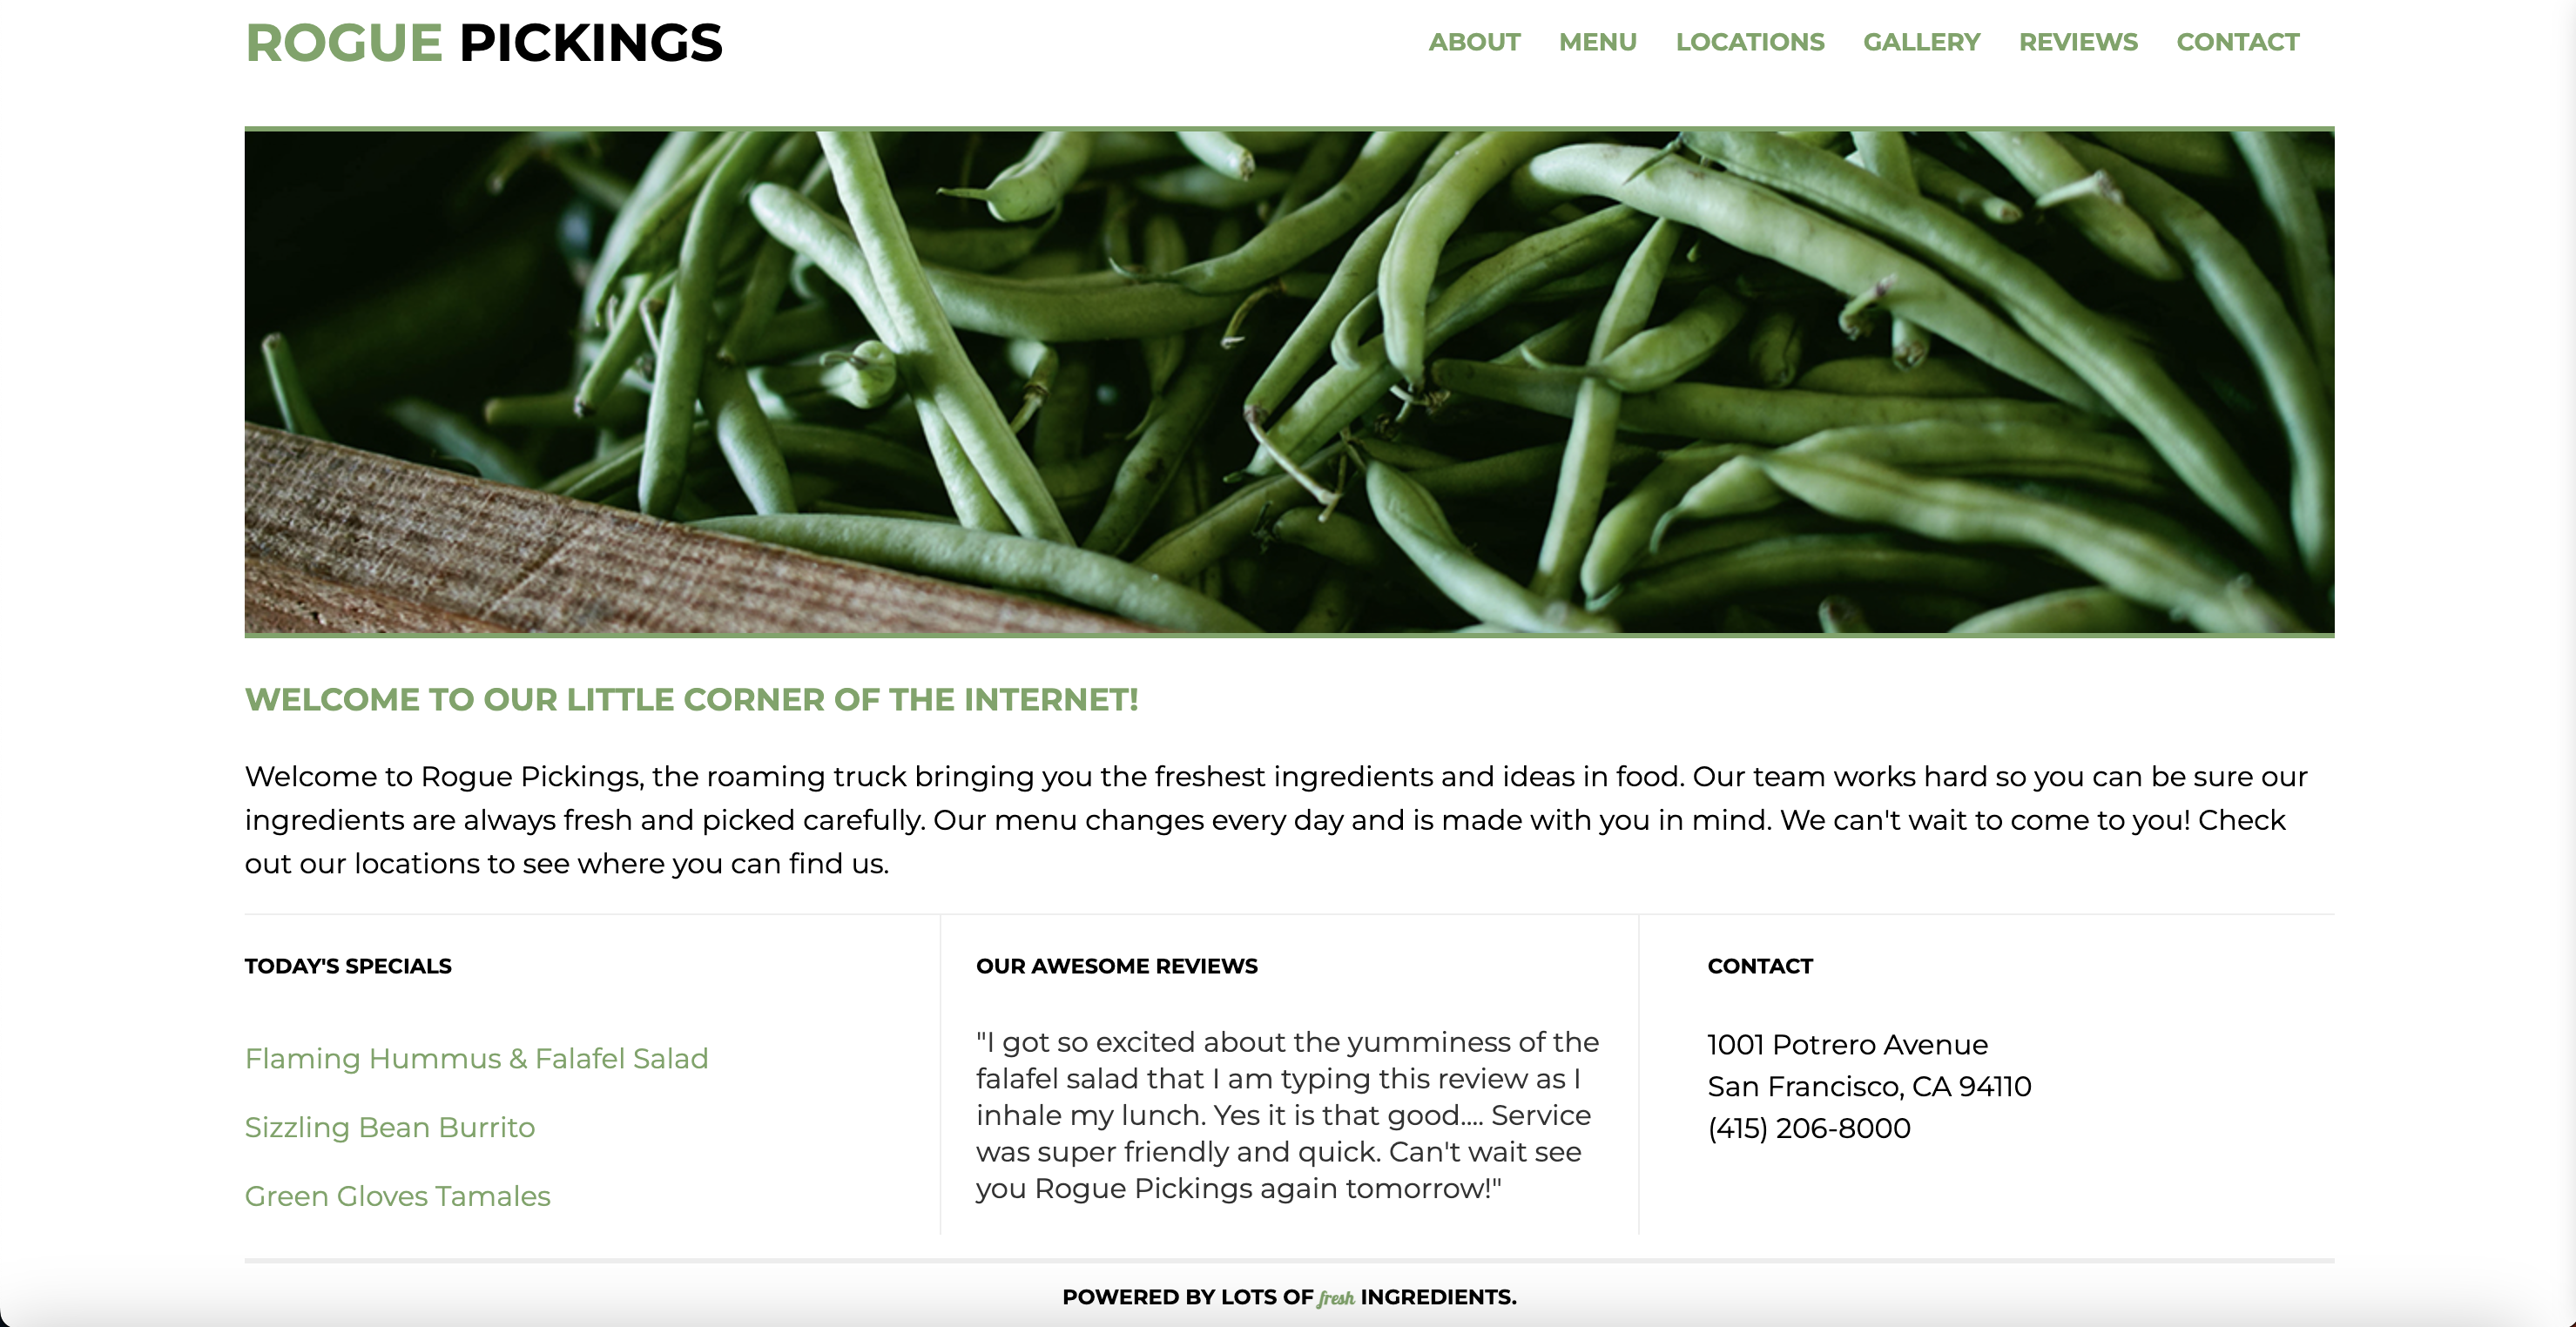 ROGUE PICKINGS
ABOUT MENU LOCATIONS GALLERY REVIEWS CONTACT
WELCOME TO OUR LITTLE CORNER OF THE INTERNET!
Welcome to Rogue Pickings, the roaming truck bringing you the freshest ingredients and ideas in food. Our team works hard so you can be sure our
ingredients are always fresh and picked carefully. Our menu changes every day and is made with you in mind. We can't wait to come to you! Check
out our locations to see where you can find us.
TODAY'S SPECIALS
Flaming Hummus & Falafel Salad
Sizzling Bean Burrito
Green Gloves Tamales
OUR AWESOME REVIEWS
"I got so excited about the yumminess of the
falafel salad that I am typing this review as I
inhale my lunch. Yes it is that good.... Service
was super friendly and quick. Can't wait see
you Rogue Pickings again tomorrow!"
CONTACT
1001 Potrero Avenue
San Francisco, CA 94110
(415) 206-8000
POWERED BY LOTS OF fresh INGREDIENTS.